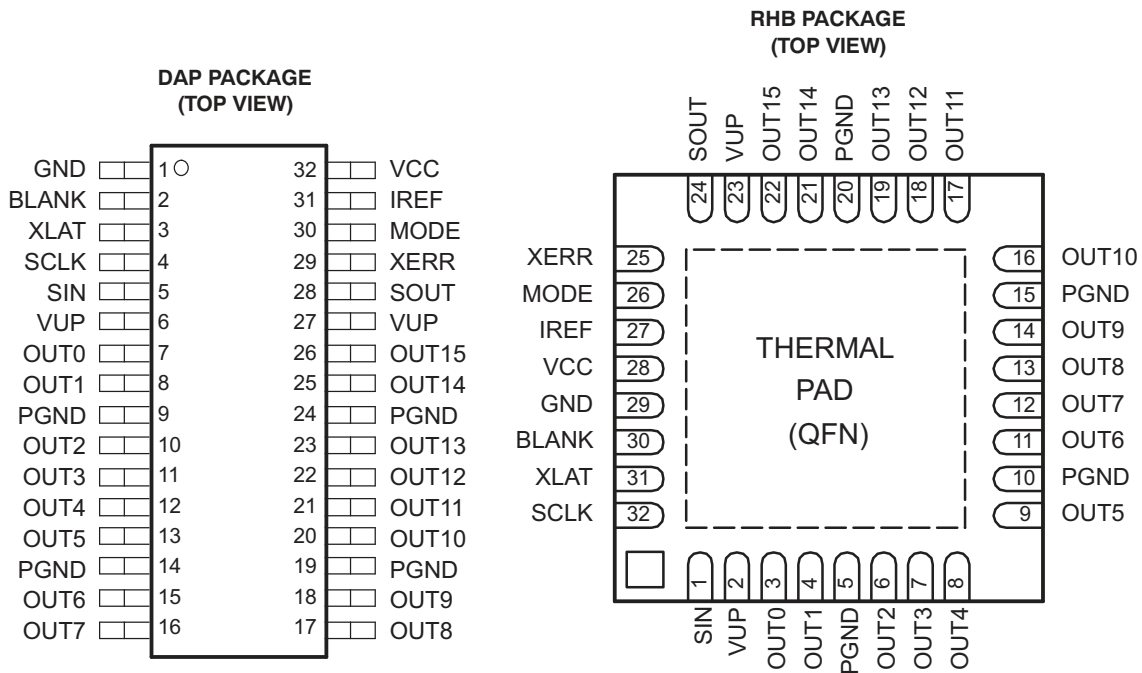 DAP PACKAGE
(TOP VIEW)
GND 1 32 VCC
BLANK 2 31 IREF
XLAT 3 30 MODE
SCLK 4 29 XERR
SIN 5 28 SOUT
VUP 6 27 VUP
OUT0 7 26 OUT15
OUT1 8 25 OUT14
PGND 9 24 PGND
OUT2 10 23 OUT13
OUT3 11 22 OUT12
OUT4 12 21 OUT11
OUT5 13 20 OUT10
PGND 14 19 PGND
OUT6 15 18 OUT9
OUT7 16 17 OUT8
RHB PACKAGE
(TOP VIEW)
SOUT VUP OUT15 OUT14 PGND OUT13 OUT12 OUT11
24 23 22 21 20 19 18 17
XERR 25 16 OUT10
MODE 26 15 PGND
IREF 27 14 OUT9
VCC 28 13 OUT8
GND 29 12 OUT7
BLANK 30 11 OUT6
XLAT 31 10 PGND
SCLK 32 9 OUT5
THERMAL
PAD
(QFN)
1 2 3 4 5 6 7 8
SIN VUP OUT0 OUT1 PGND OUT2 OUT3 OUT4